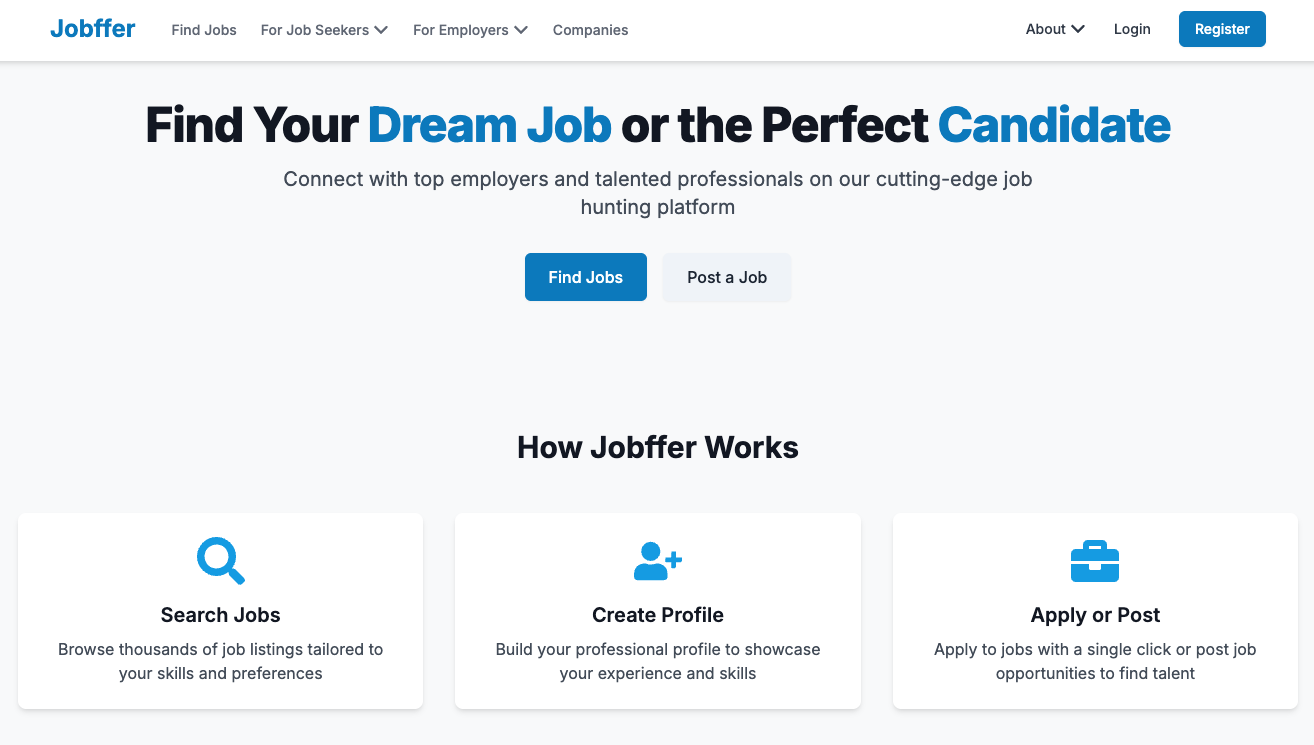 Jobffer
Find Jobs
For Job Seekers
For Employers
Companies
About
Login
Register
Find Your Dream Job or the Perfect Candidate
Connect with top employers and talented professionals on our cutting-edge job
hunting platform
Find Jobs
Post a Job
How Jobffer Works
Search Jobs
Browse thousands of job listings tailored to
your skills and preferences
Create Profile
Build your professional profile to showcase
your experience and skills
Apply or Post
Apply to jobs with a single click or post job
opportunities to find talent